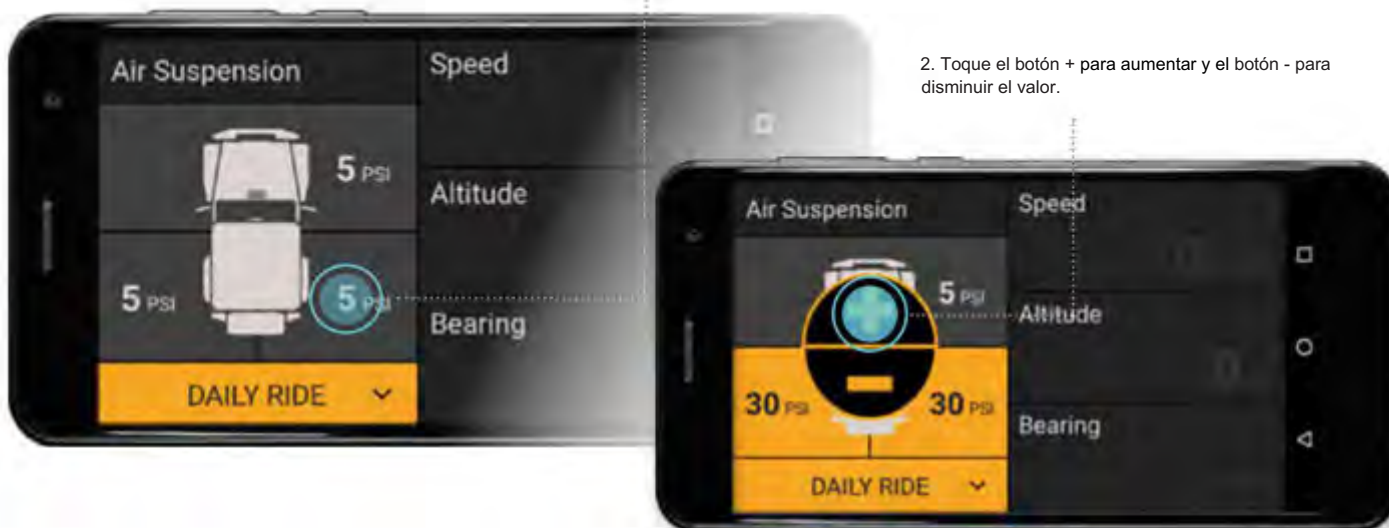 Air Suspension
Speed
5 PSI
Altitude
5 PSI
5 PSI
Bearing
DAILY RIDE
2. Toque el botón + para aumentar y el botón - para
disminuir el valor.
Air Suspension
Speed
5 PSI
Altitude
30 PSI
30 PSI
Bearing
DAILY RIDE